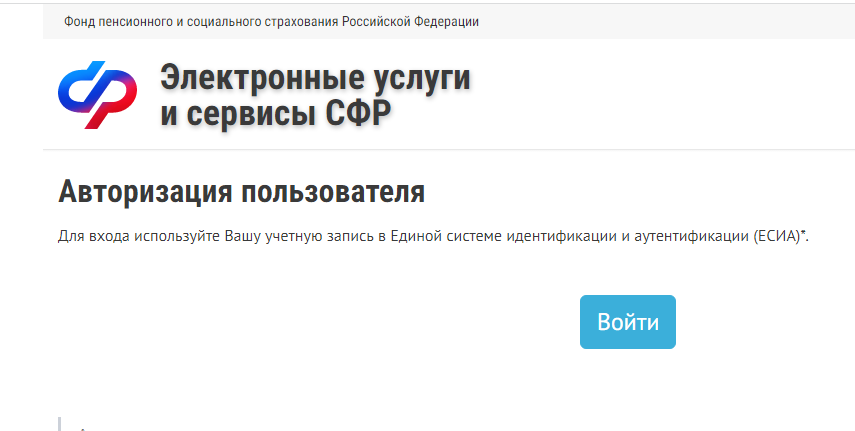 Фонд пенсионного и социального страхования Российской Федерации
Электронные услуги
и сервисы СФР
Авторизация пользователя
Для входа используйте Вашу учетную запись в Единой системе идентификации и аутентификации (ЕСИА)*.
Войти